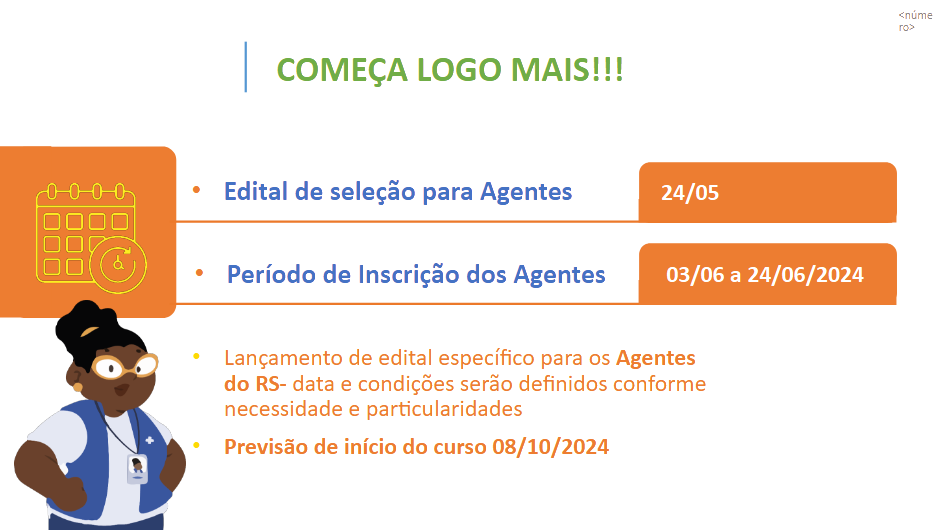 <núme
ro>
COMEÇA LOGO MAIS!!!
• Edital de seleção para Agentes
24/05
• Período de Inscrição dos Agentes
03/06 a 24/06/2024
• Lançamento de edital específico para os Agentes
do RS- data e condições serão definidos conforme
necessidade e particularidades
• Previsão de início do curso 08/10/2024